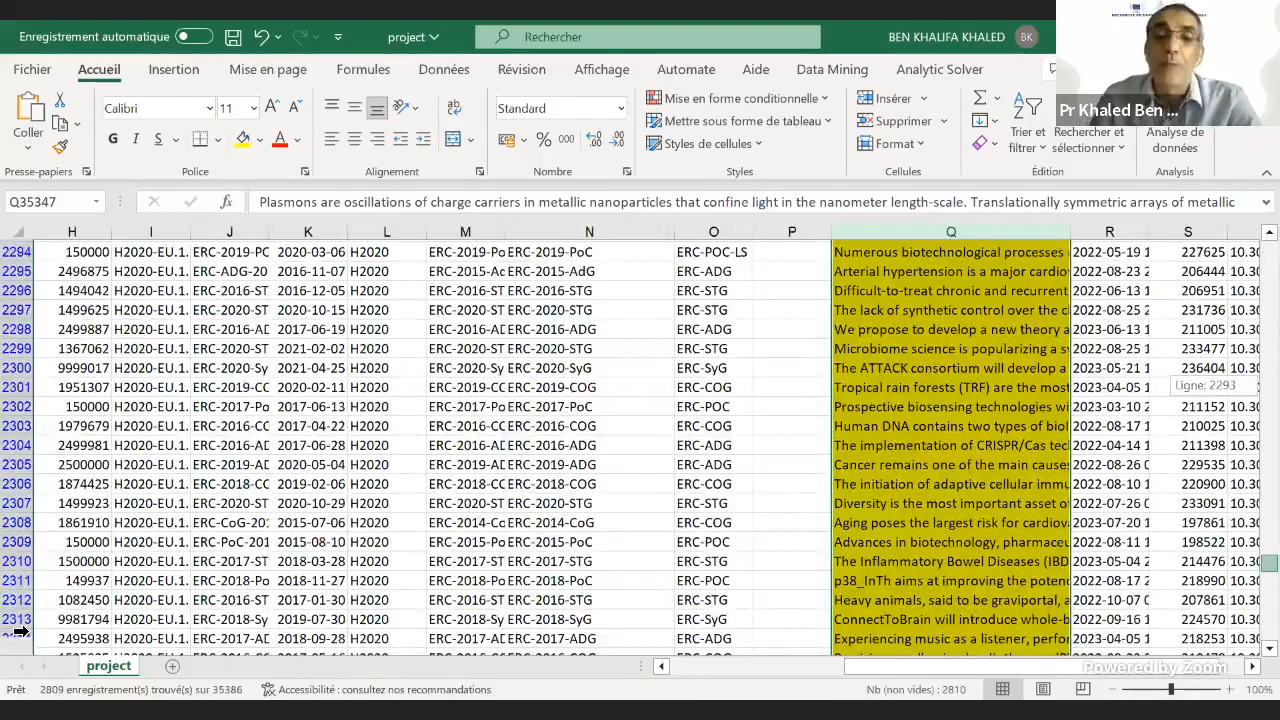 Enregistrement automatique project Rechercher BEN KHALIFA KHALED BK
Fichier Accueil Insertion Mise en page Formules Données Révision Affichage Automate Aide Data Mining Analytic Solver
Pr Khaled Ben ...
Coller Calibri 11 Standard Mise en forme conditionnelle Insérer
Mettre sous forme de tableau Supprimer Trier et filtrer Rechercher et sélectionner Analyse de données
G I S 000 Styles de cellules Format
Presse-papiers Police Alignement Nombre Styles Cellules Édition Analysis
Q35347 fx Plasmons are oscillations of charge carriers in metallic nanoparticles that confine light in the nanometer length-scale. Translationally symmetric arrays of metallic
H I J K L M N O P Q R S
2294 150000 H2020-EU.1. ERC-2019-PC 2020-03-06 H2020 ERC-2019-Po ERC-2019-PoC ERC-POC-LS Numerous biotechnological processes 2022-05-19 1 227625 10.30
2295 2496875 H2020-EU.1. ERC-ADG-20 2016-11-07 H2020 ERC-2015-Ac ERC-2015-AdG ERC-ADG Arterial hypertension is a major cardio 2022-08-23 2 206444 10.30
2296 1494042 H2020-EU.1. ERC-2016-ST 2016-12-05 H2020 ERC-2016-ST ERC-2016-STG ERC-STG Difficult-to-treat chronic and recurrent 2022-06-13 1 206951 10.30
2297 1499625 H2020-EU.1. ERC-2020-ST 2020-10-15 H2020 ERC-2020-ST ERC-2020-STG ERC-STG The lack of synthetic control over the c 2022-08-25 2 231736 10.30
2298 2499887 H2020-EU.1. ERC-2016-AD 2017-06-19 H2020 ERC-2016-AD ERC-2016-ADG ERC-ADG We propose to develop a new theory a 2023-06-13 1 211005 10.30
2299 1367062 H2020-EU.1. ERC-2020-ST 2021-02-02 H2020 ERC-2020-ST ERC-2020-STG ERC-STG Microbiome science is popularizing a sy 2022-08-25 1 233477 10.30
2300 9999017 H2020-EU.1. ERC-2020-Sy 2021-04-25 H2020 ERC-2020-Sy ERC-2020-SyG ERC-SyG The ATTACK consortium will develop a 2023-05-21 1 236404 10.30
2301 1951307 H2020-EU.1. ERC-2019-CC 2020-02-11 H2020 ERC-2019-CC ERC-2019-COG ERC-COG Tropical rain forests (TRF) are the most 2023-04-05 1 Ligne: 2293
2302 150000 H2020-EU.1. ERC-2017-Po 2017-06-13 H2020 ERC-2017-Po ERC-2017-PoC ERC-POC Prospective biosensing technologies wi 2023-03-10 2 211152 10.30
2303 1979679 H2020-EU.1. ERC-2016-CC 2017-04-22 H2020 ERC-2016-CC ERC-2016-COG ERC-COG Human DNA contains two types of biol 2022-08-17 1 210025 10.30
2304 2499981 H2020-EU.1. ERC-2016-AD 2017-06-28 H2020 ERC-2016-AD ERC-2016-ADG ERC-ADG The implementation of CRISPR/Cas tec 2022-04-14 1 211398 10.30
2305 2500000 H2020-EU.1. ERC-2019-AD 2020-05-04 H2020 ERC-2019-AD ERC-2019-ADG ERC-ADG Cancer remains one of the main causes 2022-08-26 0 229535 10.30
2306 1874425 H2020-EU.1. ERC-2018-CC 2019-02-06 H2020 ERC-2018-CC ERC-2018-COG ERC-COG The initiation of adaptive cellular immu 2022-08-10 1 220900 10.30
2307 1499923 H2020-EU.1. ERC-2020-ST 2020-10-29 H2020 ERC-2020-ST ERC-2020-STG ERC-STG Diversity is the most important asset of 2022-07-26 0 233091 10.30
2308 1861910 H2020-EU.1. ERC-CoG-201 2015-07-06 H2020 ERC-2014-Co ERC-2014-CoG ERC-COG Aging poses the largest risk for cardiov 2023-07-20 1 197861 10.30
2309 150000 H2020-EU.1. ERC-PoC-201 2015-08-10 H2020 ERC-2015-Po ERC-2015-PoC ERC-POC Advances in biotechnology, pharmaceu 2022-08-11 1 198522 10.30
2310 1500000 H2020-EU.1. ERC-2017-ST 2018-03-28 H2020 ERC-2017-ST ERC-2017-STG ERC-STG The Inflammatory Bowel Diseases (IBD 2023-05-04 0 214476 10.30
2311 149937 H2020-EU.1. ERC-2018-Po 2018-11-27 H2020 ERC-2018-Po ERC-2018-PoC ERC-POC p38_InTh aims at improving the poten 2022-08-17 2 218990 10.30
2312 1082450 H2020-EU.1. ERC-2016-ST 2017-01-30 H2020 ERC-2016-ST ERC-2016-STG ERC-STG Heavy animals, said to be graviportal, a 2022-10-07 0 207861 10.30
2313 9981794 H2020-EU.1. ERC-2018-Sy 2019-07-30 H2020 ERC-2018-Sy ERC-2018-SyG ERC-SyG ConnectToBrain will introduce whole-b 2022-09-16 1 224570 10.30
2495938 H2020-EU.1. ERC-2017-AD 2018-09-28 H2020 ERC-2017-AD ERC-2017-ADG ERC-ADG Experiencing music as a listener, perfor 2023-04-05 1 218253 10.30
project Powered by Zoom
Prêt 2809 enregistrement(s) trouvé(s) sur 35386 Accessibilité : consultez nos recommandations Nb (non vides) : 2810 100%